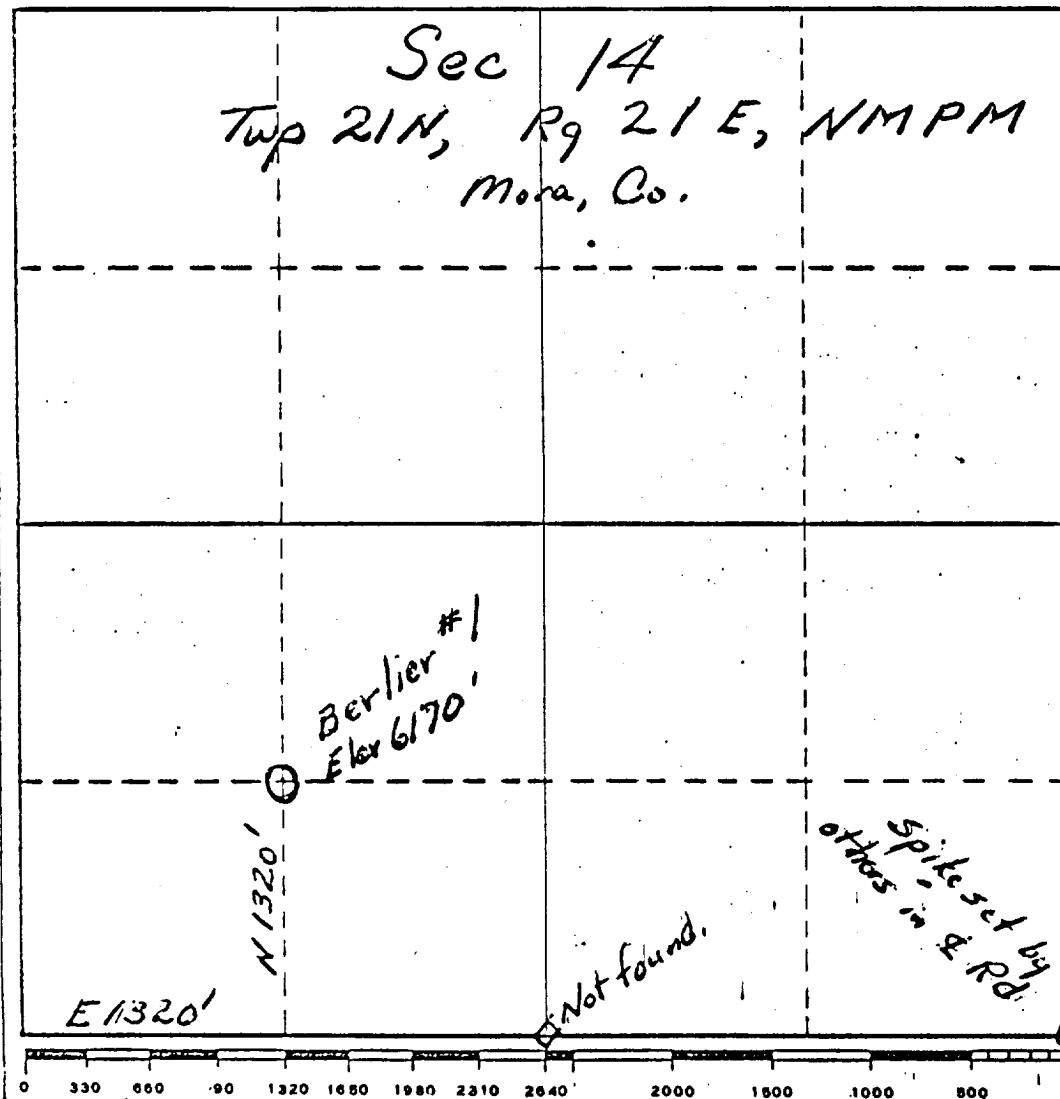 Sec 14
Twp 21N, Rg 21E, NMPM
Mora, Co.
Berlier #1
Elev 6170'
N 1320'
E 1320'
Not found.
Spike set by
others in ℄ Rd.
0 330 660 90 1320 1650 1980 2310 2640 2000 1500 1000 500